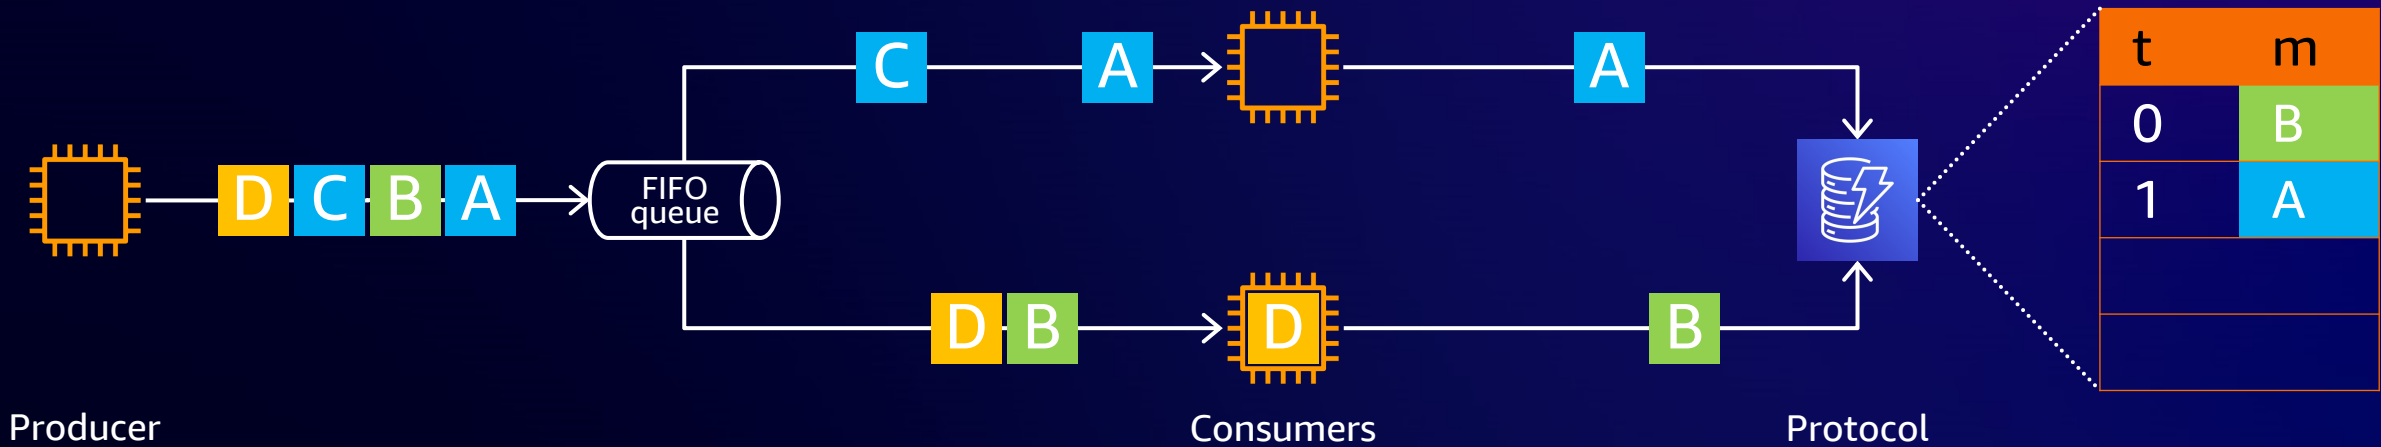 C A A
t m
0 B
D C B A
FIFO
queue
1 A
D B D B
Producer Consumers Protocol